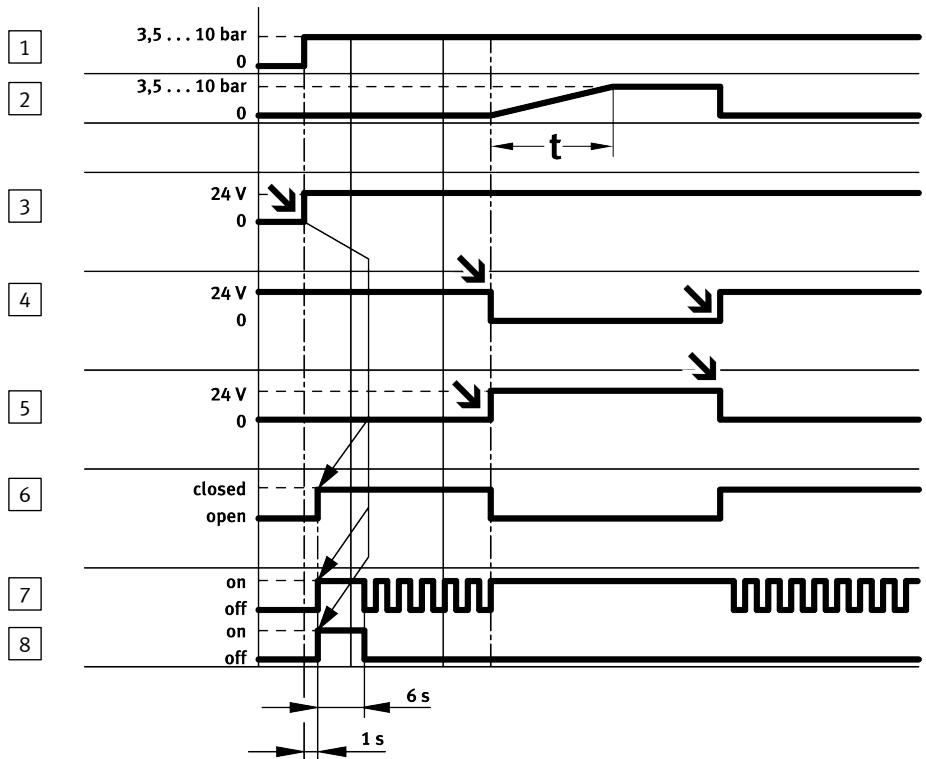 1
3,5 . . . 10 bar
0
2
3,5 . . . 10 bar
0
t
3
24 V
0
4
24 V
0
5
24 V
0
6
closed
open
7
on
off
8
on
off
6 s
1 s